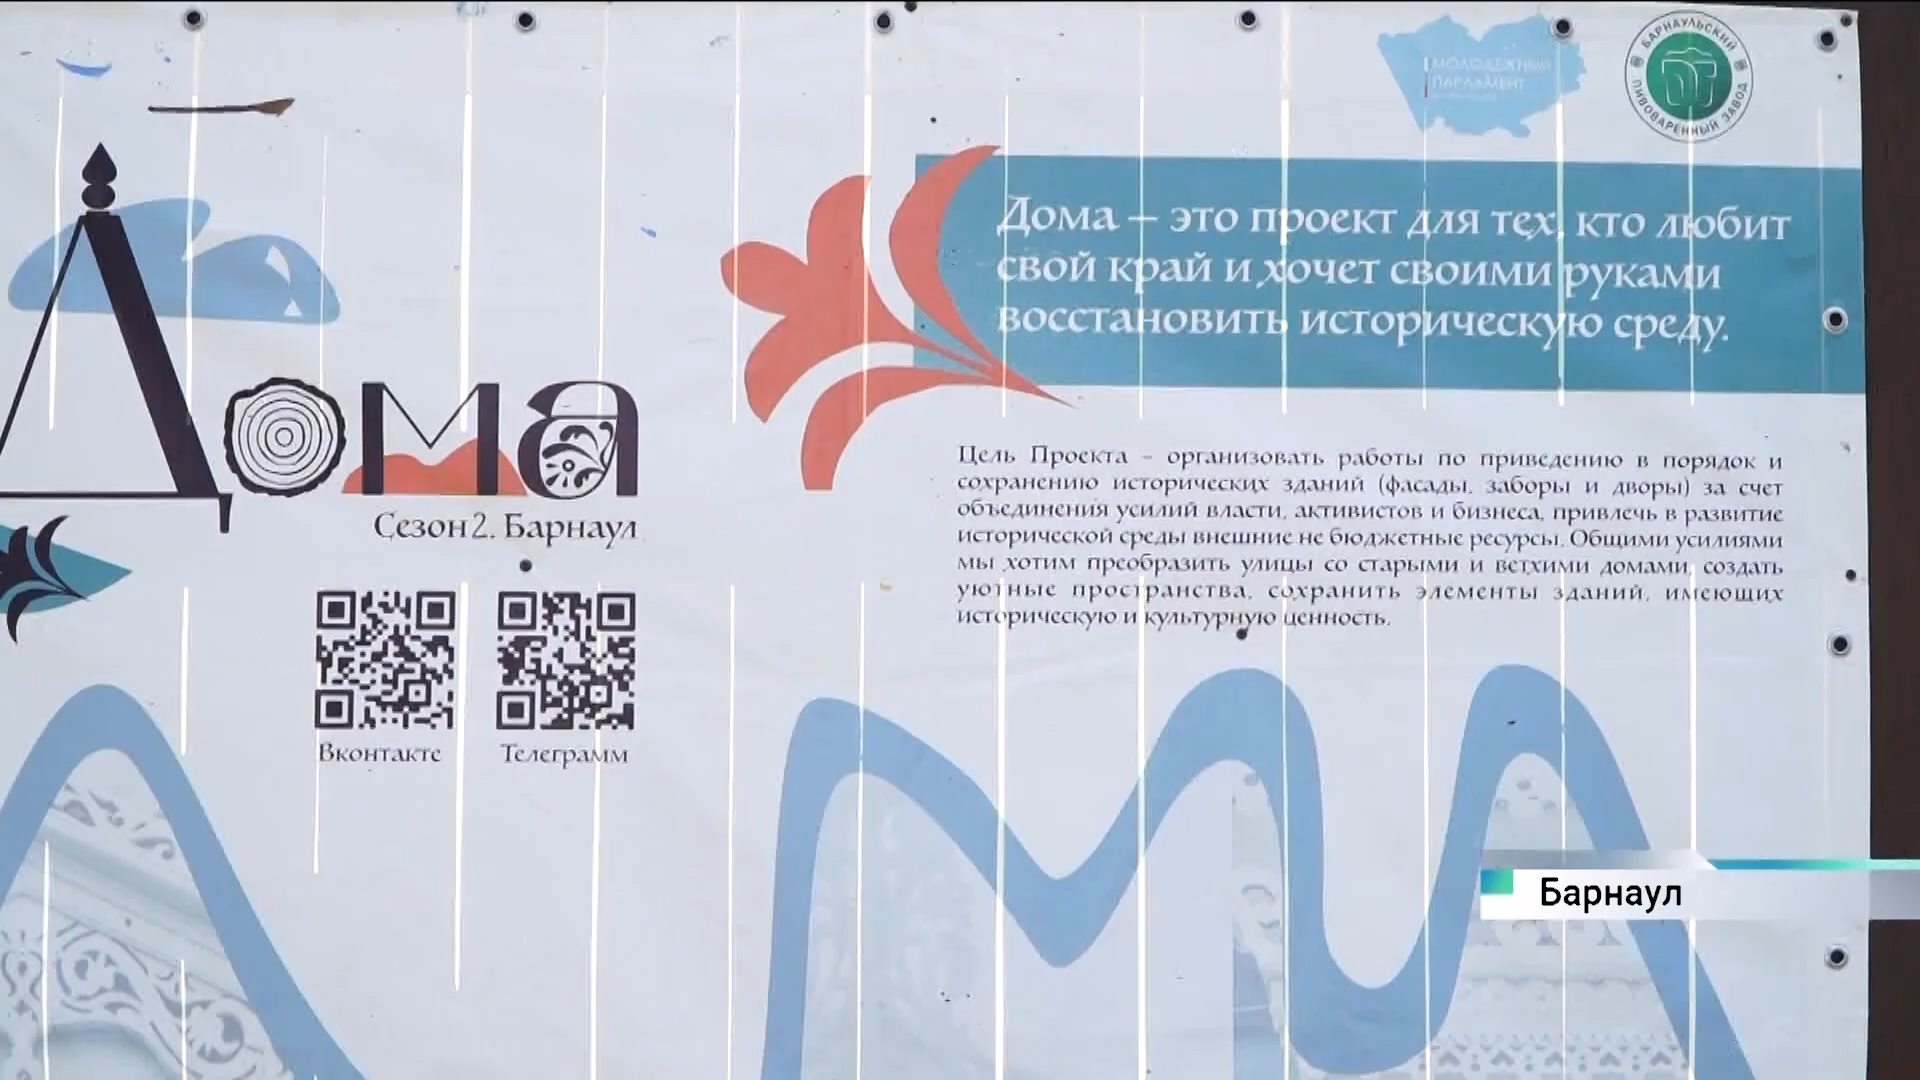 МОЛОДЕЖНЫЙ
ПАРЛАМЕНТ
БАРНАУЛЬСКИЙ
ПИВОВАРЕННЫЙ ЗАВОД
Дома – это проект для тех, кто любит
свой край и хочет своими руками
восстановить историческую среду.
Дома
Сезон 2. Барнаул
Вконтакте
Телеграмм
Цель Проекта - организовать работы по приведению в порядок и
сохранению исторических зданий (фасады, заборы и дворы) за счет
объединения усилий власти, активистов и бизнеса, привлечь в развитие
исторической среды внешние не бюджетные ресурсы. Общими усилиями
мы хотим преобразить улицы со старыми и ветхими домами, создать
уютные пространства, сохранить элементы зданий, имеющих
историческую и культурную ценность.
Барнаул